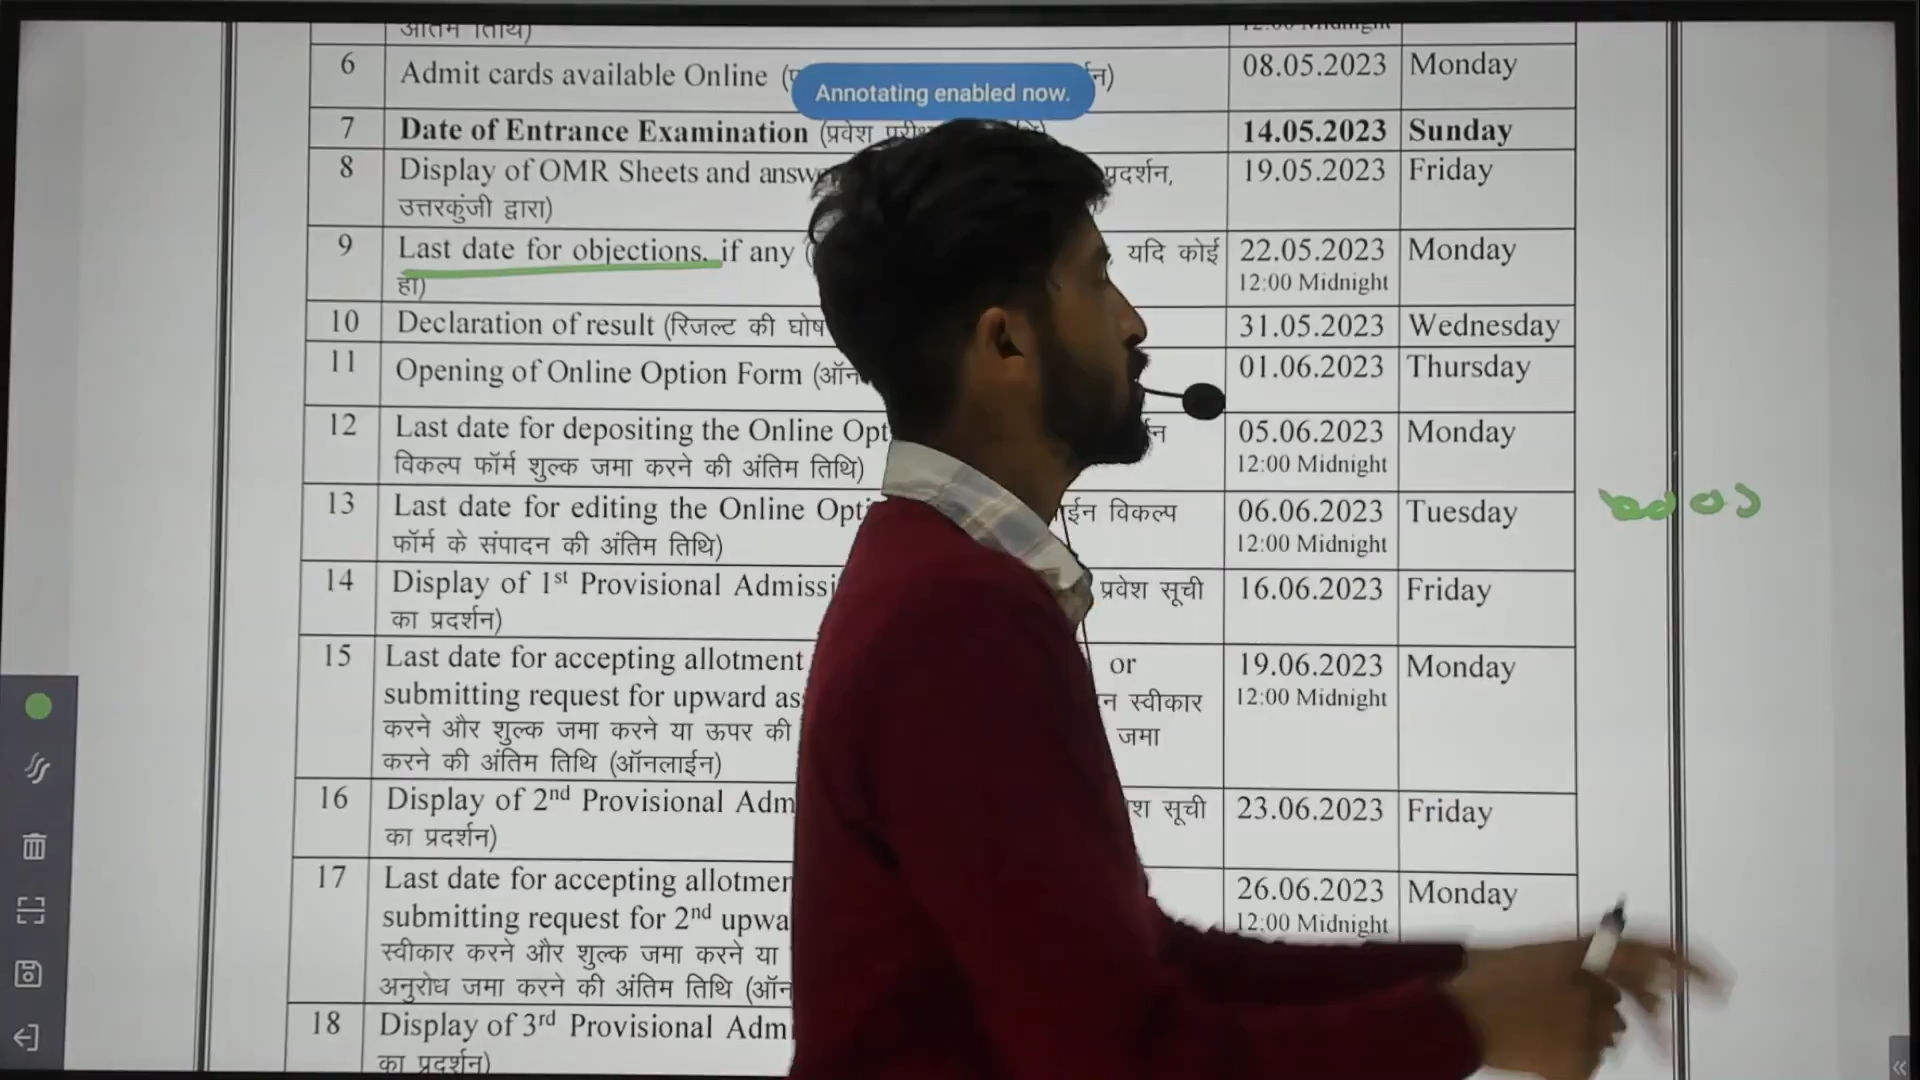 अंतिम तिथि)
12:00 Midnight
6 Admit cards available Online 08.05.2023 Monday
Annotating enabled now.
7 Date of Entrance Examination (प्रवेश 14.05.2023 Sunday
8 Display of OMR Sheets and प्रदर्शन, 19.05.2023 Friday
उत्तरकुंजी द्वारा)
9 Last date for objections, if any यदि कोई 22.05.2023 Monday
हो) 12:00 Midnight
10 Declaration of result (रिजल्ट की 31.05.2023 Wednesday
11 Opening of Online Option Form 01.06.2023 Thursday
12 Last date for depositing the Online 05.06.2023 Monday
विकल्प फॉर्म शुल्क जमा करने की अंतिम तिथि) 12:00 Midnight
13 Last date for editing the Online विकल्प 06.06.2023 Tuesday
फॉर्म के संपादन की अंतिम तिथि) 12:00 Midnight
14 Display of 1st Provisional प्रवेश सूची 16.06.2023 Friday
का प्रदर्शन)
15 Last date for accepting allotment or 19.06.2023 Monday
submitting request for upward स्वीकार 12:00 Midnight
करने और शुल्क जमा करने या ऊपर की जमा
करने की अंतिम तिथि (ऑनलाईन)
16 Display of 2nd Provisional सूची 23.06.2023 Friday
का प्रदर्शन)
17 Last date for accepting 26.06.2023 Monday
submitting request for 2nd 12:00 Midnight
स्वीकार करने और शुल्क जमा करने या
अनुरोध जमा करने की अंतिम तिथि
18 Display of 3rd Provisional
का प्रदर्शन)